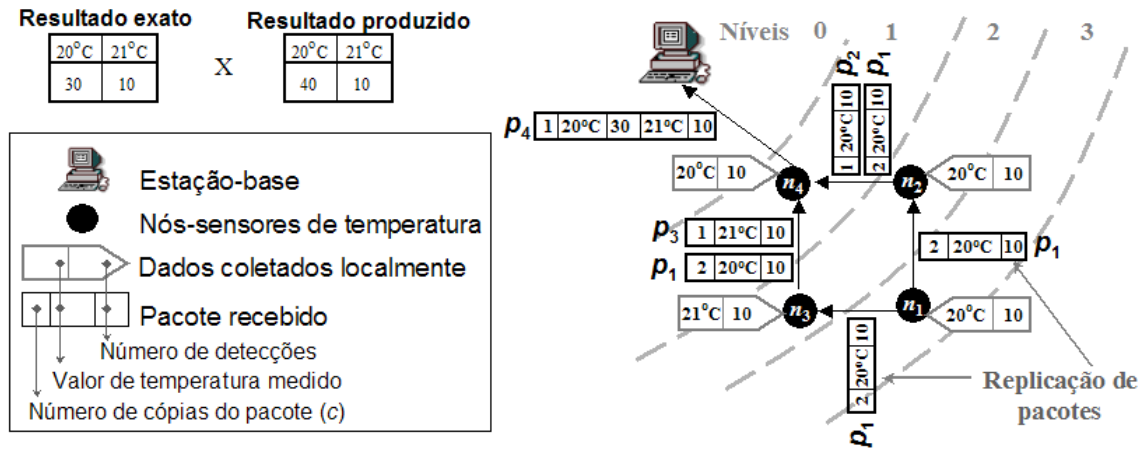 Resultado exato
20°C 21°C
30 10
X
Resultado produzido
20°C 21°C
40 10
Estação-base
Nós-sensores de temperatura
Dados coletados localmente
Pacote recebido
Número de detecções
Valor de temperatura medido
Número de cópias do pacote (c)
Níveis 0 1 2 3
p4 1 20°C 30 21°C 10
p2 1 20°C 10
p1 2 20°C 10
20°C 10
n4
n2
20°C 10
p3 1 21°C 10
p1 2 20°C 10
2 20°C 10 p1
21°C 10
n3
n1
20°C 10
2 20°C 10
p1
Replicação de
pacotes